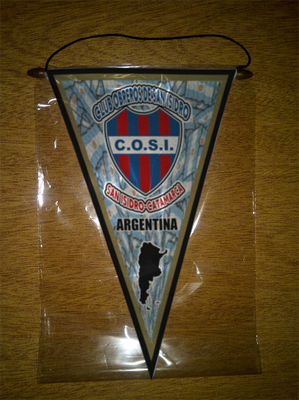 CLUB OBREROS DE SAN ISIDRO
C.O.S.I.
SAN ISIDRO-CATAMARCA
ARGENTINA